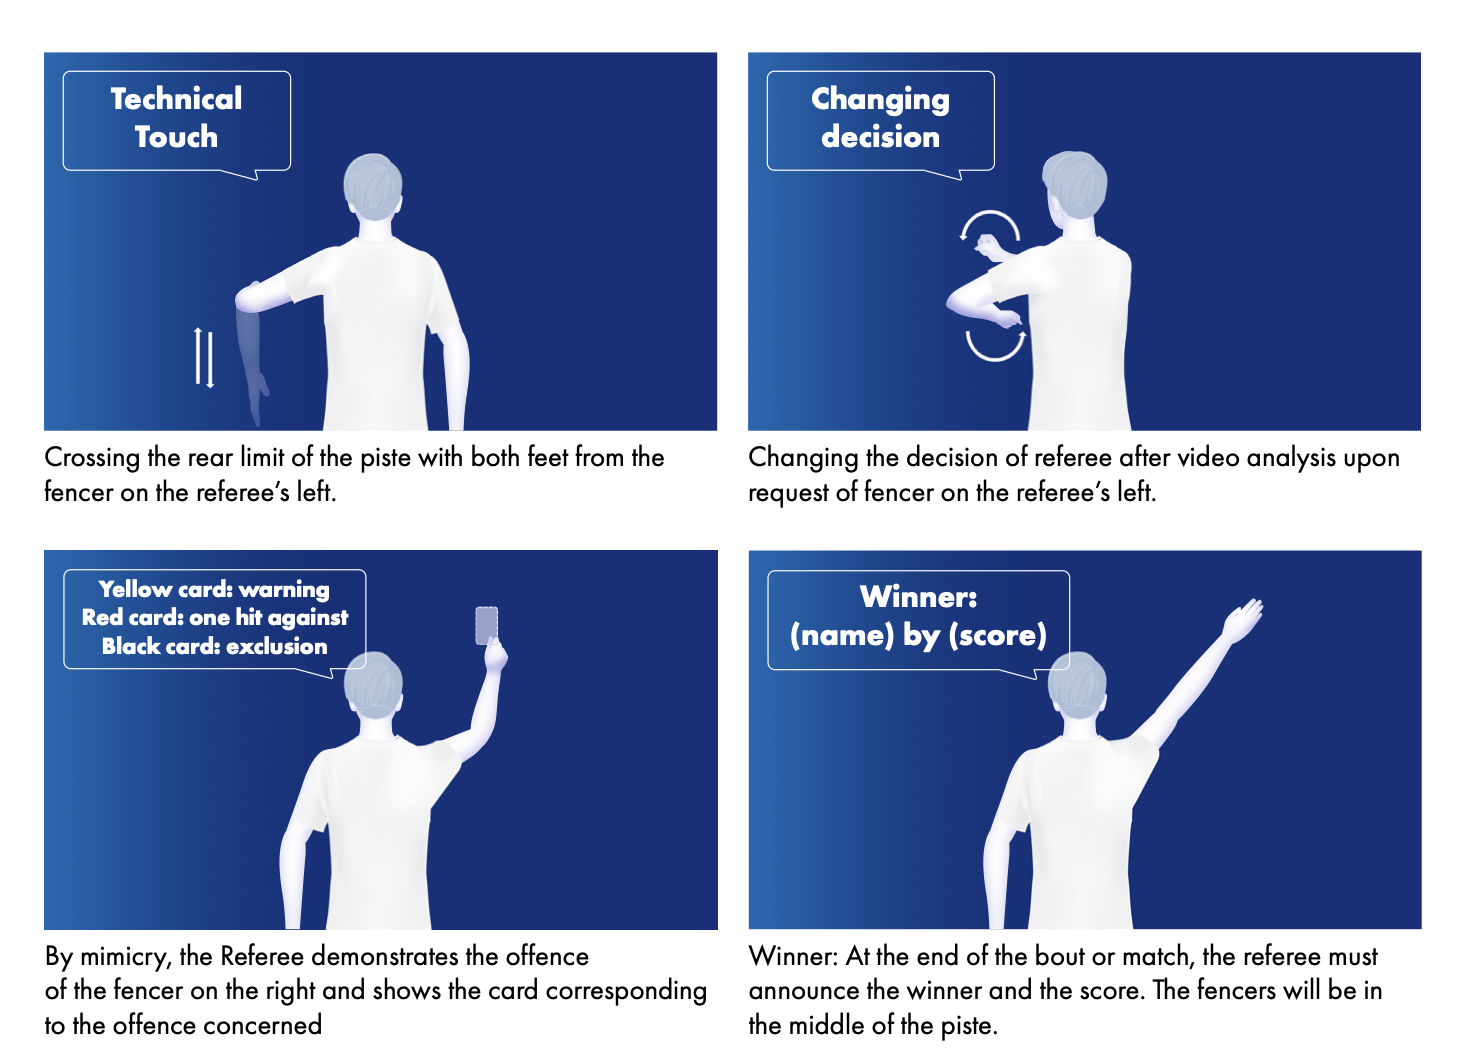 Technical
Touch
Changing
decision
Crossing the rear limit of the piste with both feet from the
fencer on the referee’s left.
Changing the decision of referee after video analysis upon
request of fencer on the referee’s left.
Yellow card: warning
Red card: one hit against
Black card: exclusion
Winner:
(name) by (score)
By mimicry, the Referee demonstrates the offence
of the fencer on the right and shows the card corresponding
to the offence concerned
Winner: At the end of the bout or match, the referee must
announce the winner and the score. The fencers will be in
the middle of the piste.